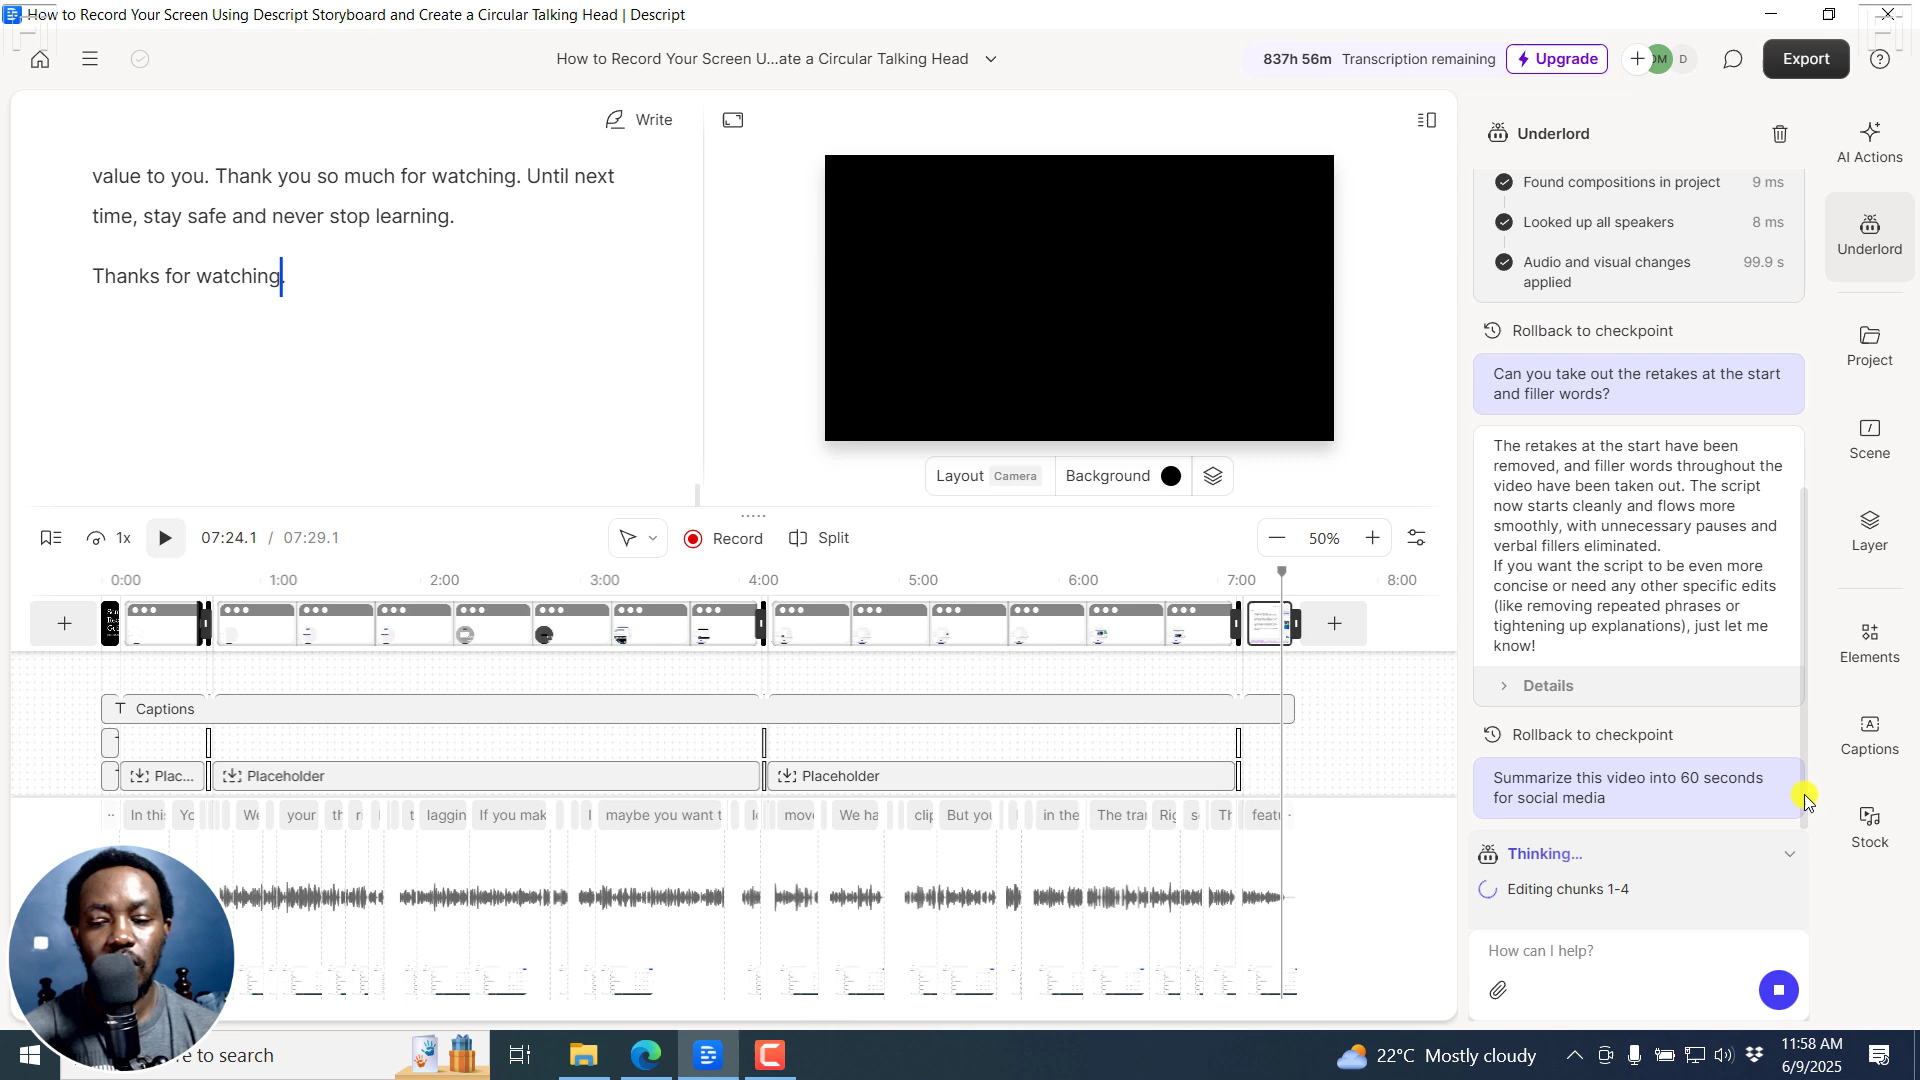 How to Record Your Screen Using Descript Storyboard and Create a Circular Talking Head | Descript
How to Record Your Screen U...ate a Circular Talking Head
837h 56m Transcription remaining
Upgrade
DM
D
Export
Write
value to you. Thank you so much for watching. Until next
time, stay safe and never stop learning.
Thanks for watching.
Layout Camera
Background
1x
07:24.1 / 07:29.1
Record
Split
50%
0:00 1:00 2:00 3:00 4:00 5:00 6:00 7:00 8:00
Captions
Plac...
Placeholder
Placeholder
In this
We
your
laggin
If you mak
maybe you want t
move
We ha
clip
But you
in the
The tra
featu
Underlord
Found compositions in project 9 ms
Looked up all speakers 8 ms
Audio and visual changes 99.9 s
applied
Rollback to checkpoint
Can you take out the retakes at the start
and filler words?
The retakes at the start have been
removed, and filler words throughout the
video have been taken out. The script
now starts cleanly and flows more
smoothly, with unnecessary pauses and
verbal fillers eliminated.
If you want the script to be even more
concise or need any other specific edits
(like removing repeated phrases or
tightening up explanations), just let me
know!
Details
Rollback to checkpoint
Summarize this video into 60 seconds
for social media
Thinking...
Editing chunks 1-4
How can I help?
AI Actions
Underlord
Project
Scene
Layer
Elements
Captions
Stock
e to search
22°C Mostly cloudy
11:58 AM
6/9/2025